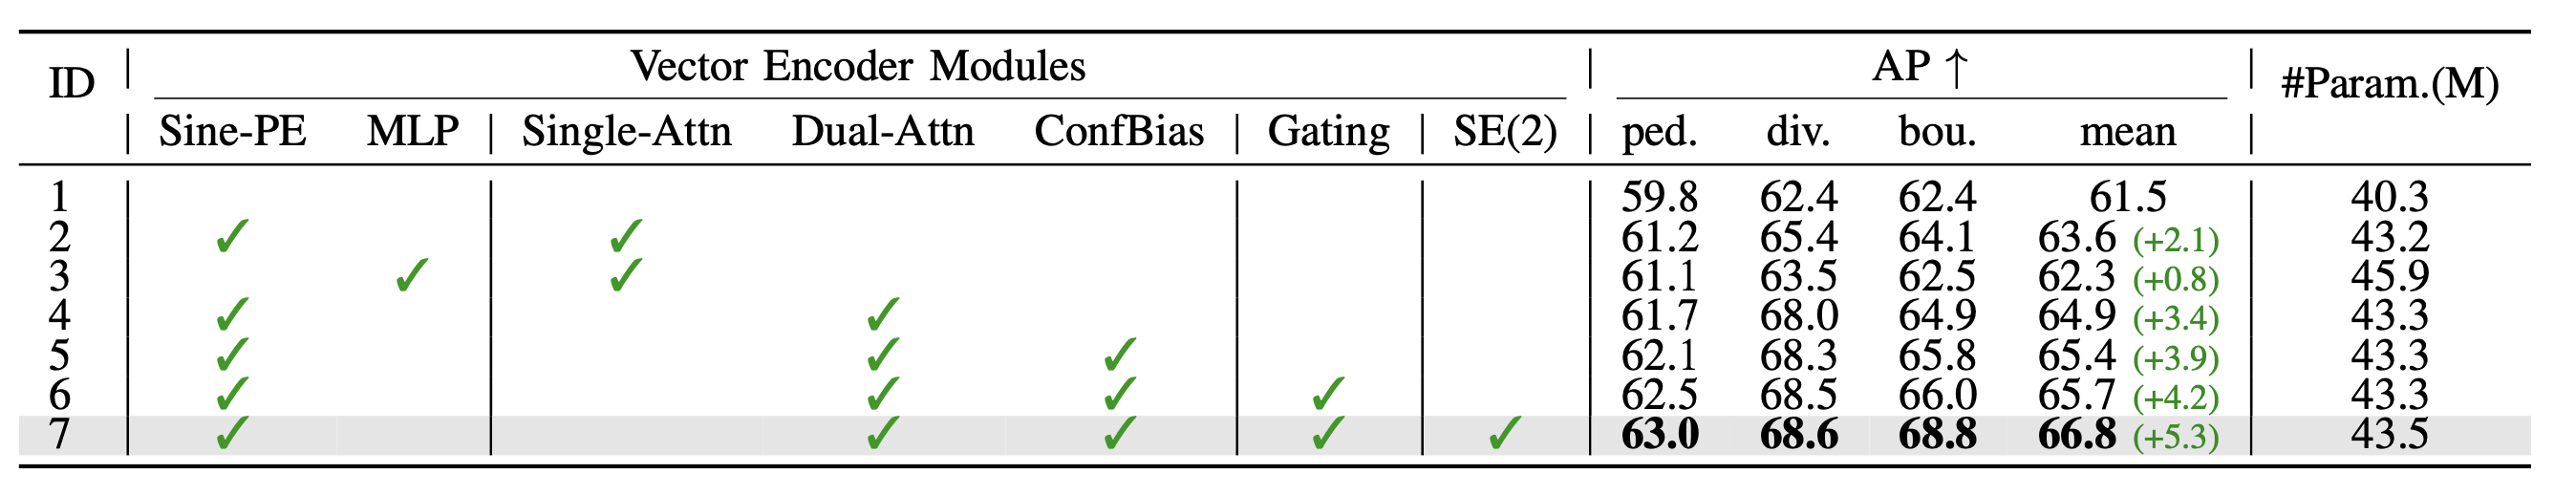 ID Vector Encoder Modules AP ↑ #Param.(M)
Sine-PE MLP Single-Attn Dual-Attn ConfBias Gating SE(2) ped. div. bou. mean
1 59.8 62.4 62.4 61.5 40.3
2 ✓ ✓ 61.2 65.4 64.1 63.6 (+2.1) 43.2
3 ✓ ✓ 61.1 63.5 62.5 62.3 (+0.8) 45.9
4 ✓ ✓ 61.7 68.0 64.9 64.9 (+3.4) 43.3
5 ✓ ✓ ✓ 62.1 68.3 65.8 65.4 (+3.9) 43.3
6 ✓ ✓ ✓ ✓ 62.5 68.5 66.0 65.7 (+4.2) 43.3
7 ✓ ✓ ✓ ✓ ✓ 63.0 68.6 68.8 66.8 (+5.3) 43.5